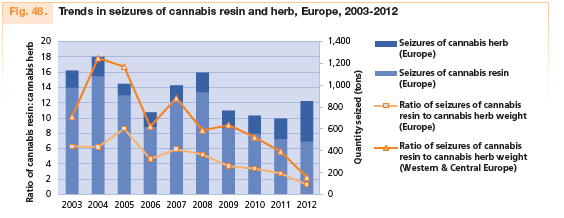 Fig. 48. Trends in seizures of cannabis resin and herb, Europe, 2003-2012
Ratio of cannabis resin:cannabis herb
20
18
16
14
12
10
8
6
4
2
0
2003 2004 2005 2006 2007 2008 2009 2010 2011 2012
1,400
1,200
1,000
800
600
400
200
0
Quantity seized (tons)
Seizures of cannabis herb
(Europe)
Seizures of cannabis resin
(Europe)
Ratio of seizures of cannabis
resin to cannabis herb weight
(Europe)
Ratio of seizures of cannabis
resin to cannabis herb weight
(Western & Central Europe)